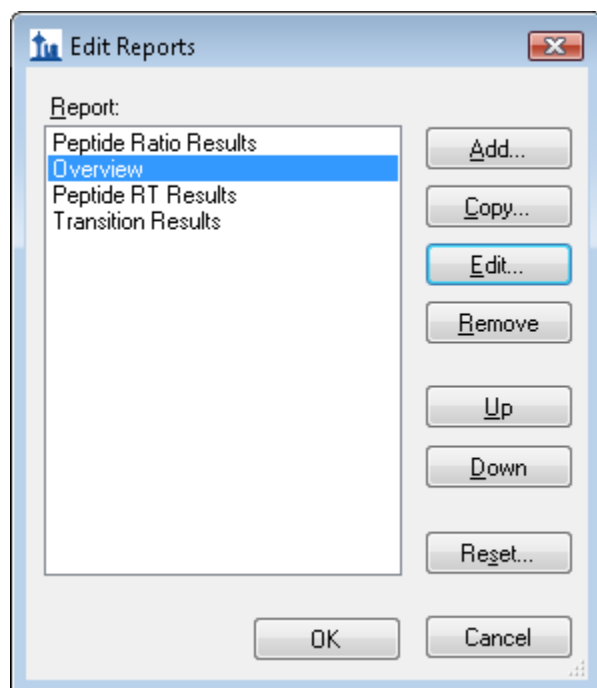 Edit Reports
Report:
Peptide Ratio Results
Overview
Peptide RT Results
Transition Results
Add...
Copy...
Edit...
Remove
Up
Down
Reset...
OK
Cancel